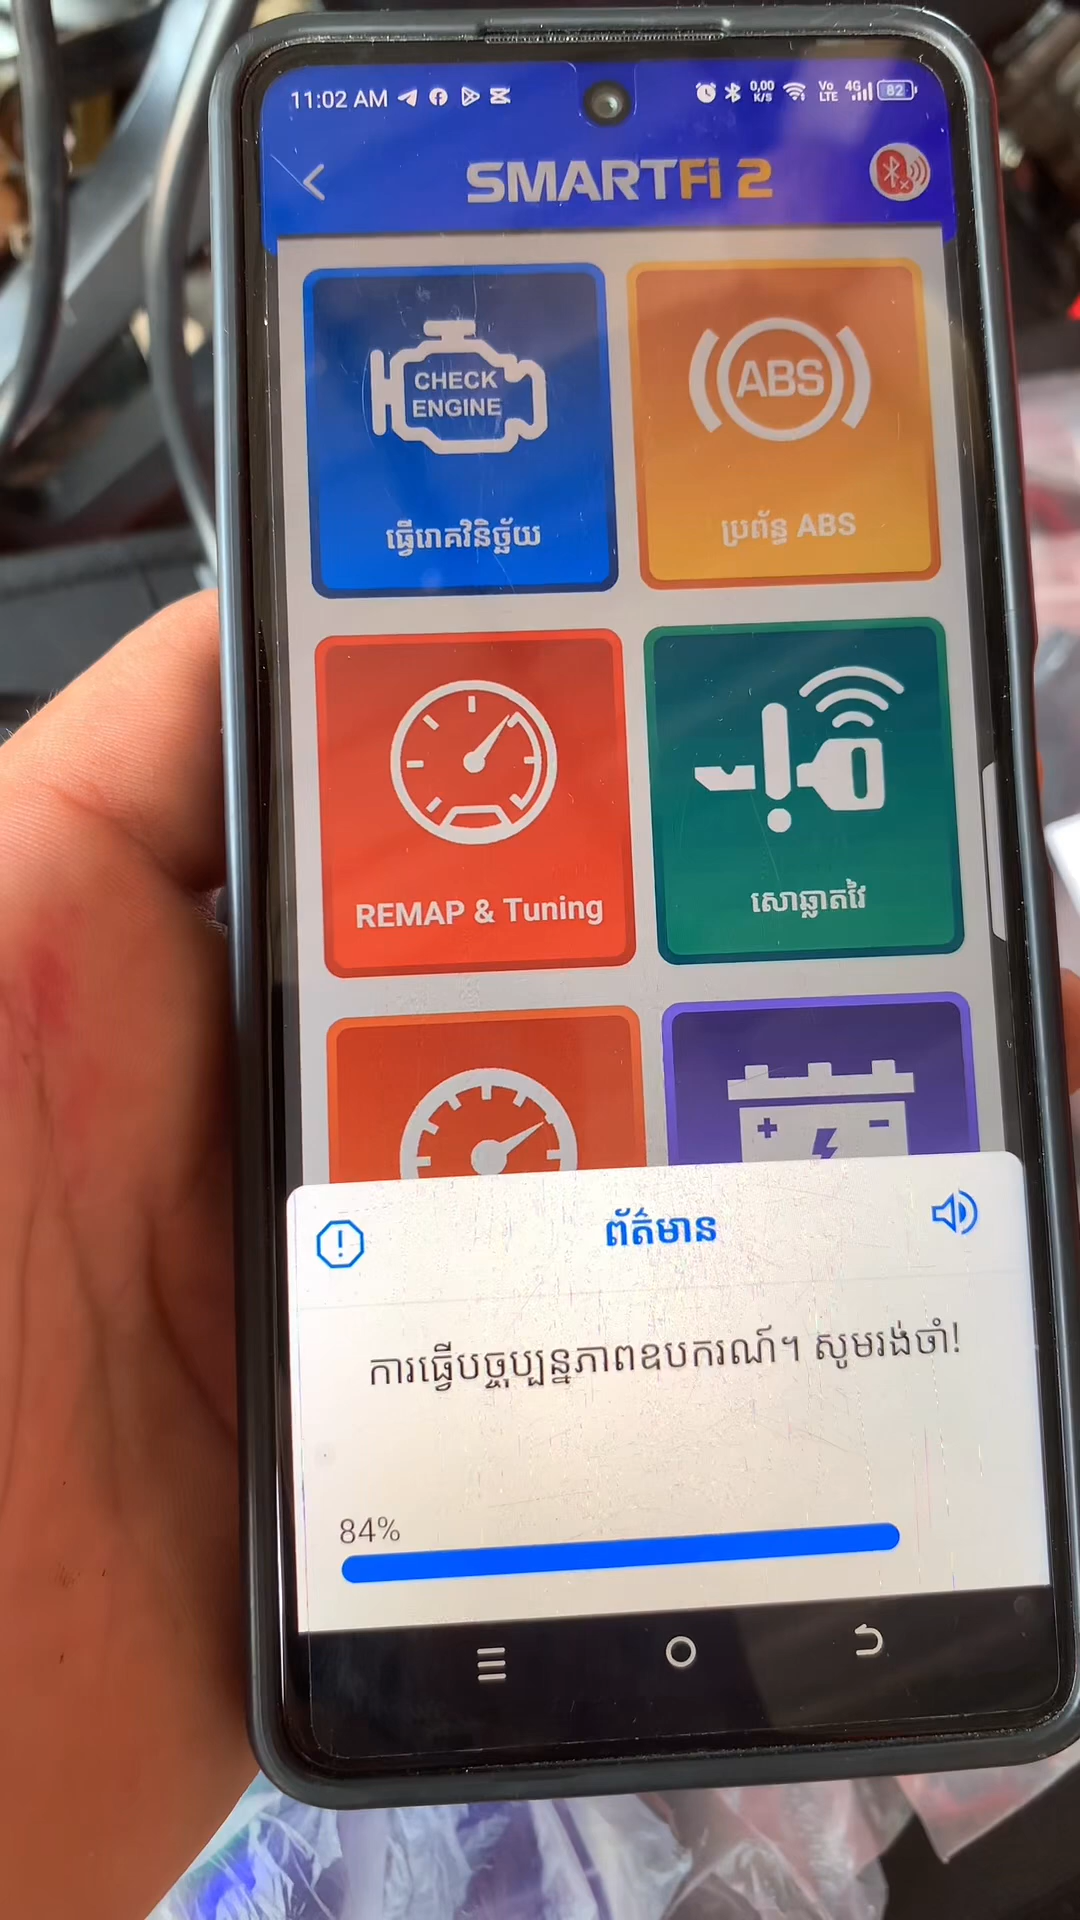 11:02 AM
0,00
K/S
Vo
LTE
4G
82
SMARTFi 2
CHECK
ENGINE
ABS
ធ្វើរោគវិនិច្ឆ័យ
ប្រព័ន្ធ ABS
REMAP & Tuning
សោឆ្លាតវៃ
ព័ត៌មាន
ការធ្វើបច្ចុប្បន្នភាពឧបករណ៍។ សូមរង់ចាំ!
84%